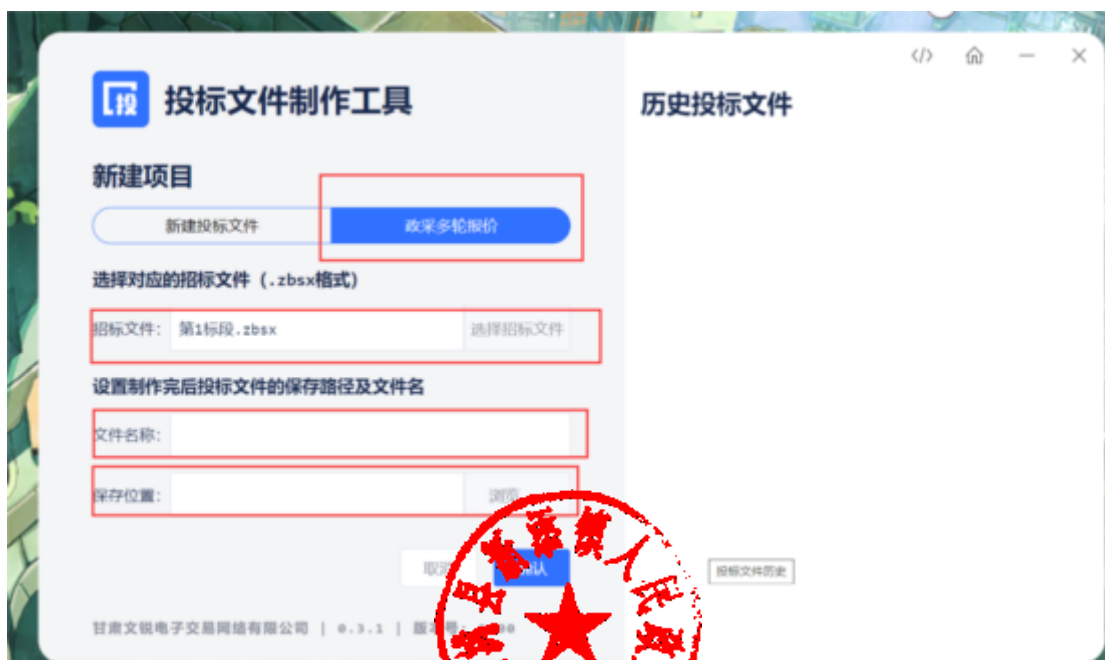 投标文件制作工具
历史投标文件
新建项目
新建投标文件
政采多轮报价
选择对应的招标文件（.zbsx格式）
招标文件: 第1标段.zbsx 选择招标文件
设置制作完后投标文件的保存路径及文件名
文件名称:
保存位置: 浏览
投标文件历史
甘肃文锐电子交易网络有限公司 | 0.3.1 |